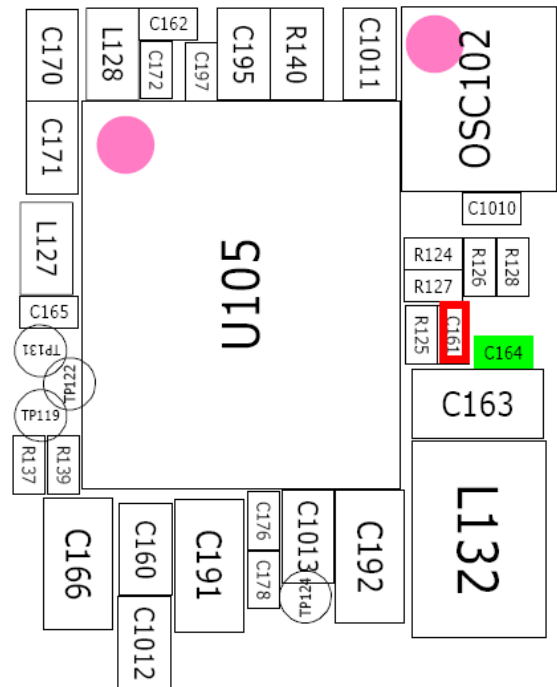 C170
L128
C162
C172
C197
C195
R140
C1011
OSC102
C171
U105
C1010
L127
R124
R127
R126
R128
C165
R125
C161
C164
TP131
TP122
TP119
C163
R137
R139
L132
C166
C160
C191
C176
C178
C1013
TP124
C192
C1012